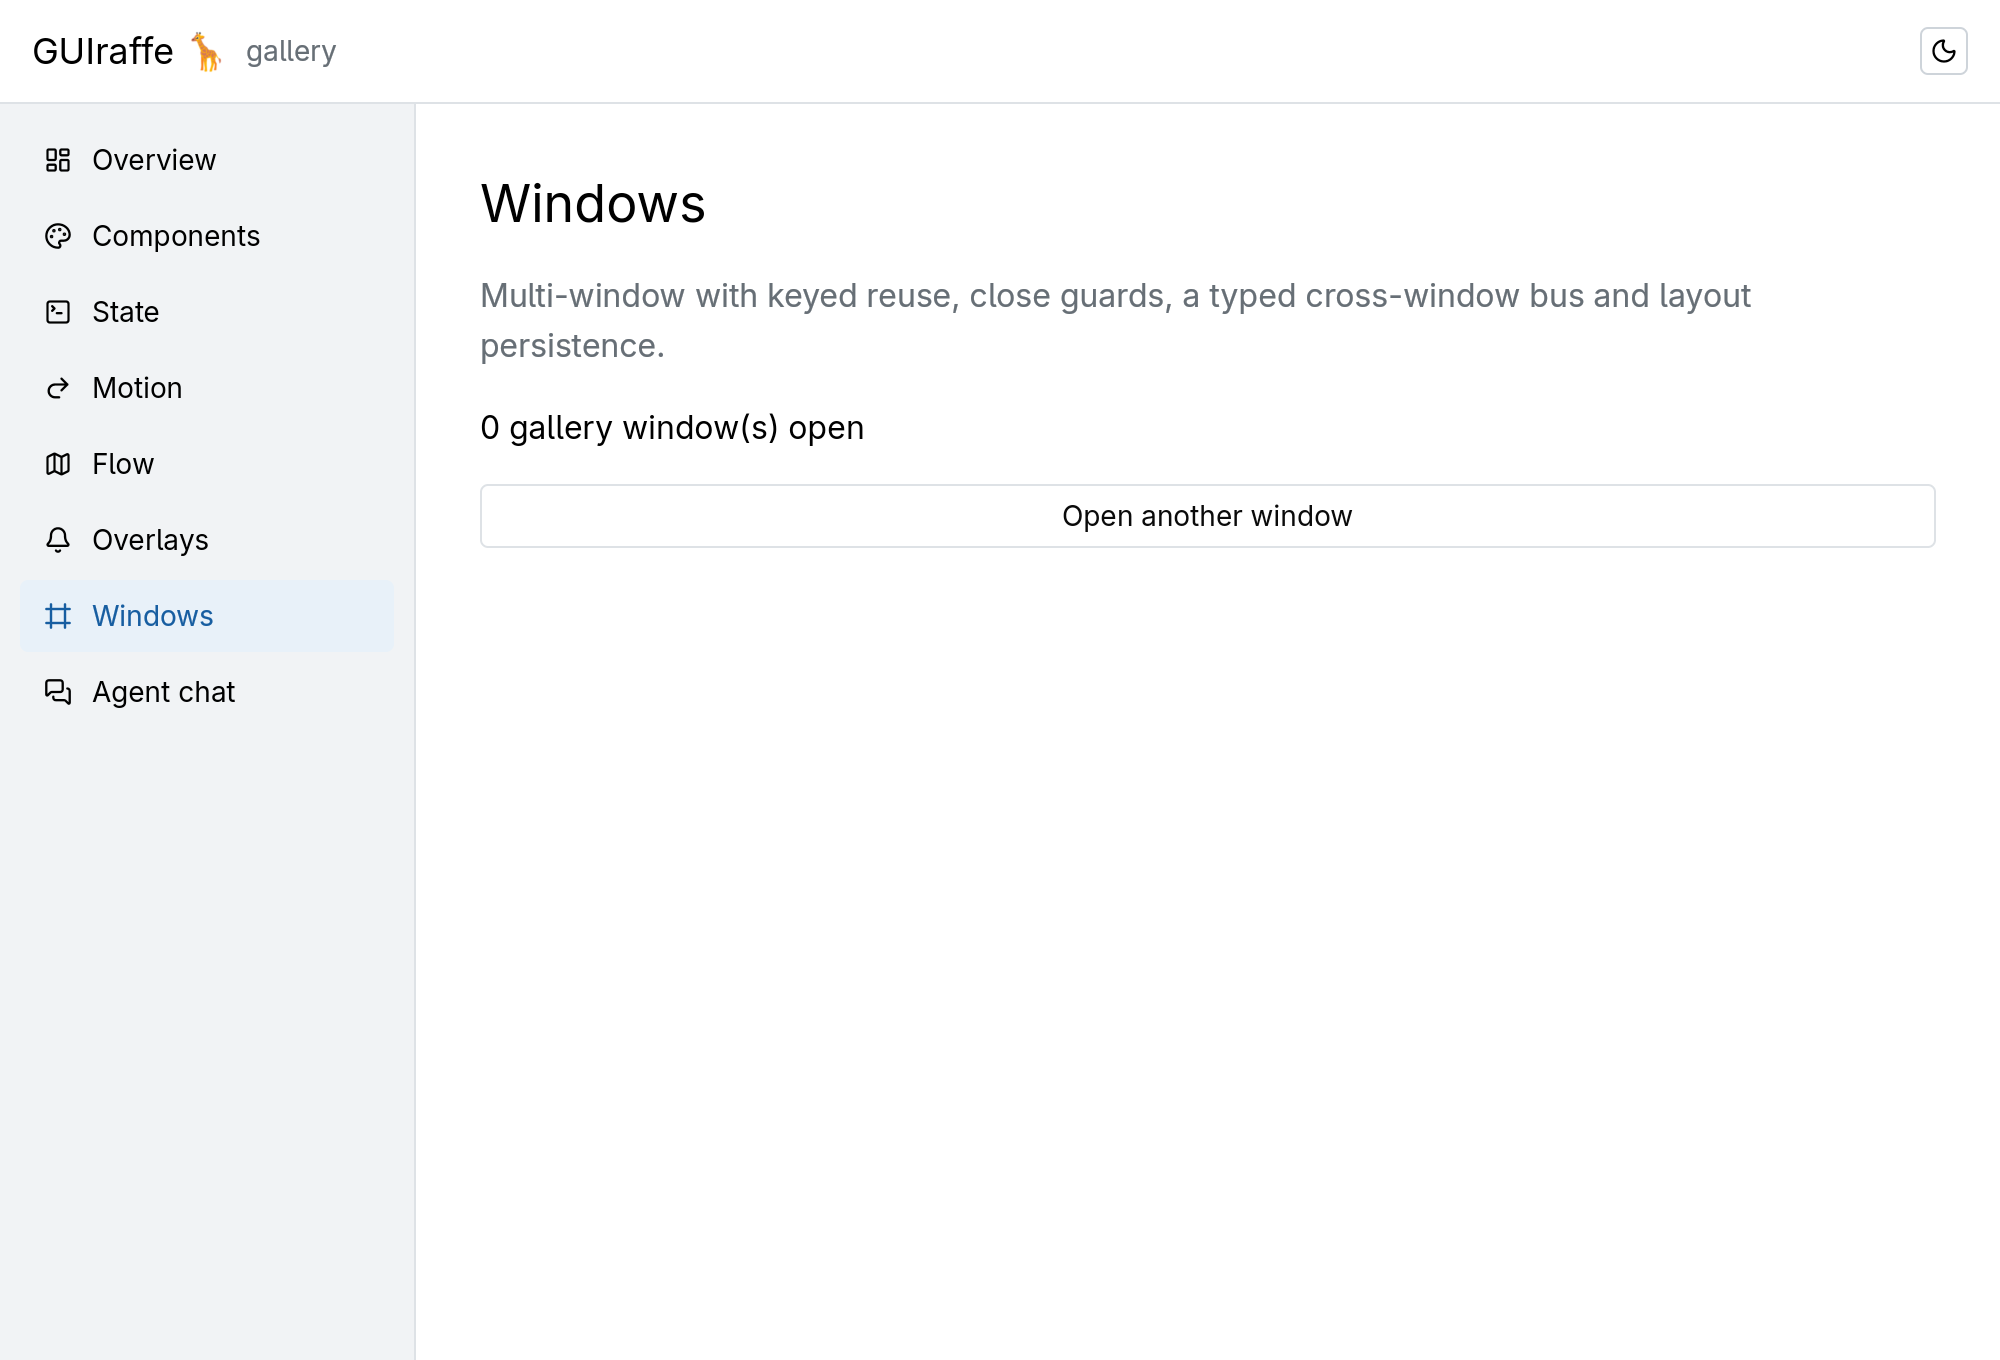 GUIraffe 🦒 gallery
Overview
Components
State
Motion
Flow
Overlays
Windows
Agent chat
Windows
Multi-window with keyed reuse, close guards, a typed cross-window bus and layout
persistence.
0 gallery window(s) open
Open another window